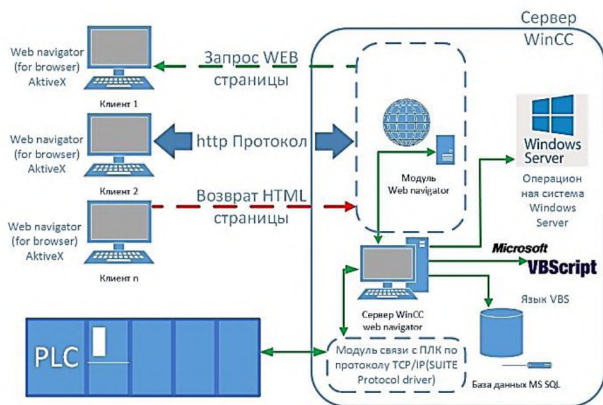 Сервер
WinCC
Web navigator
(for browser)
AktiveX
Клиент 1
Запрос WEB
страницы
Web navigator
(for browser)
AktiveX
Клиент 2
http Протокол
Модуль
Web navigator
Windows
Server
Операцион
ная система
Windows
Server
Web navigator
(for browser)
AktiveX
Клиент n
Возврат HTML
страницы
Microsoft
VBScript
Язык VBS
Сервер WinCC
web navigator
PLC
Модуль связи с ПЛК по
протоколу TCP/IP(SUITE
Protocol driver)
База данных MS SQL